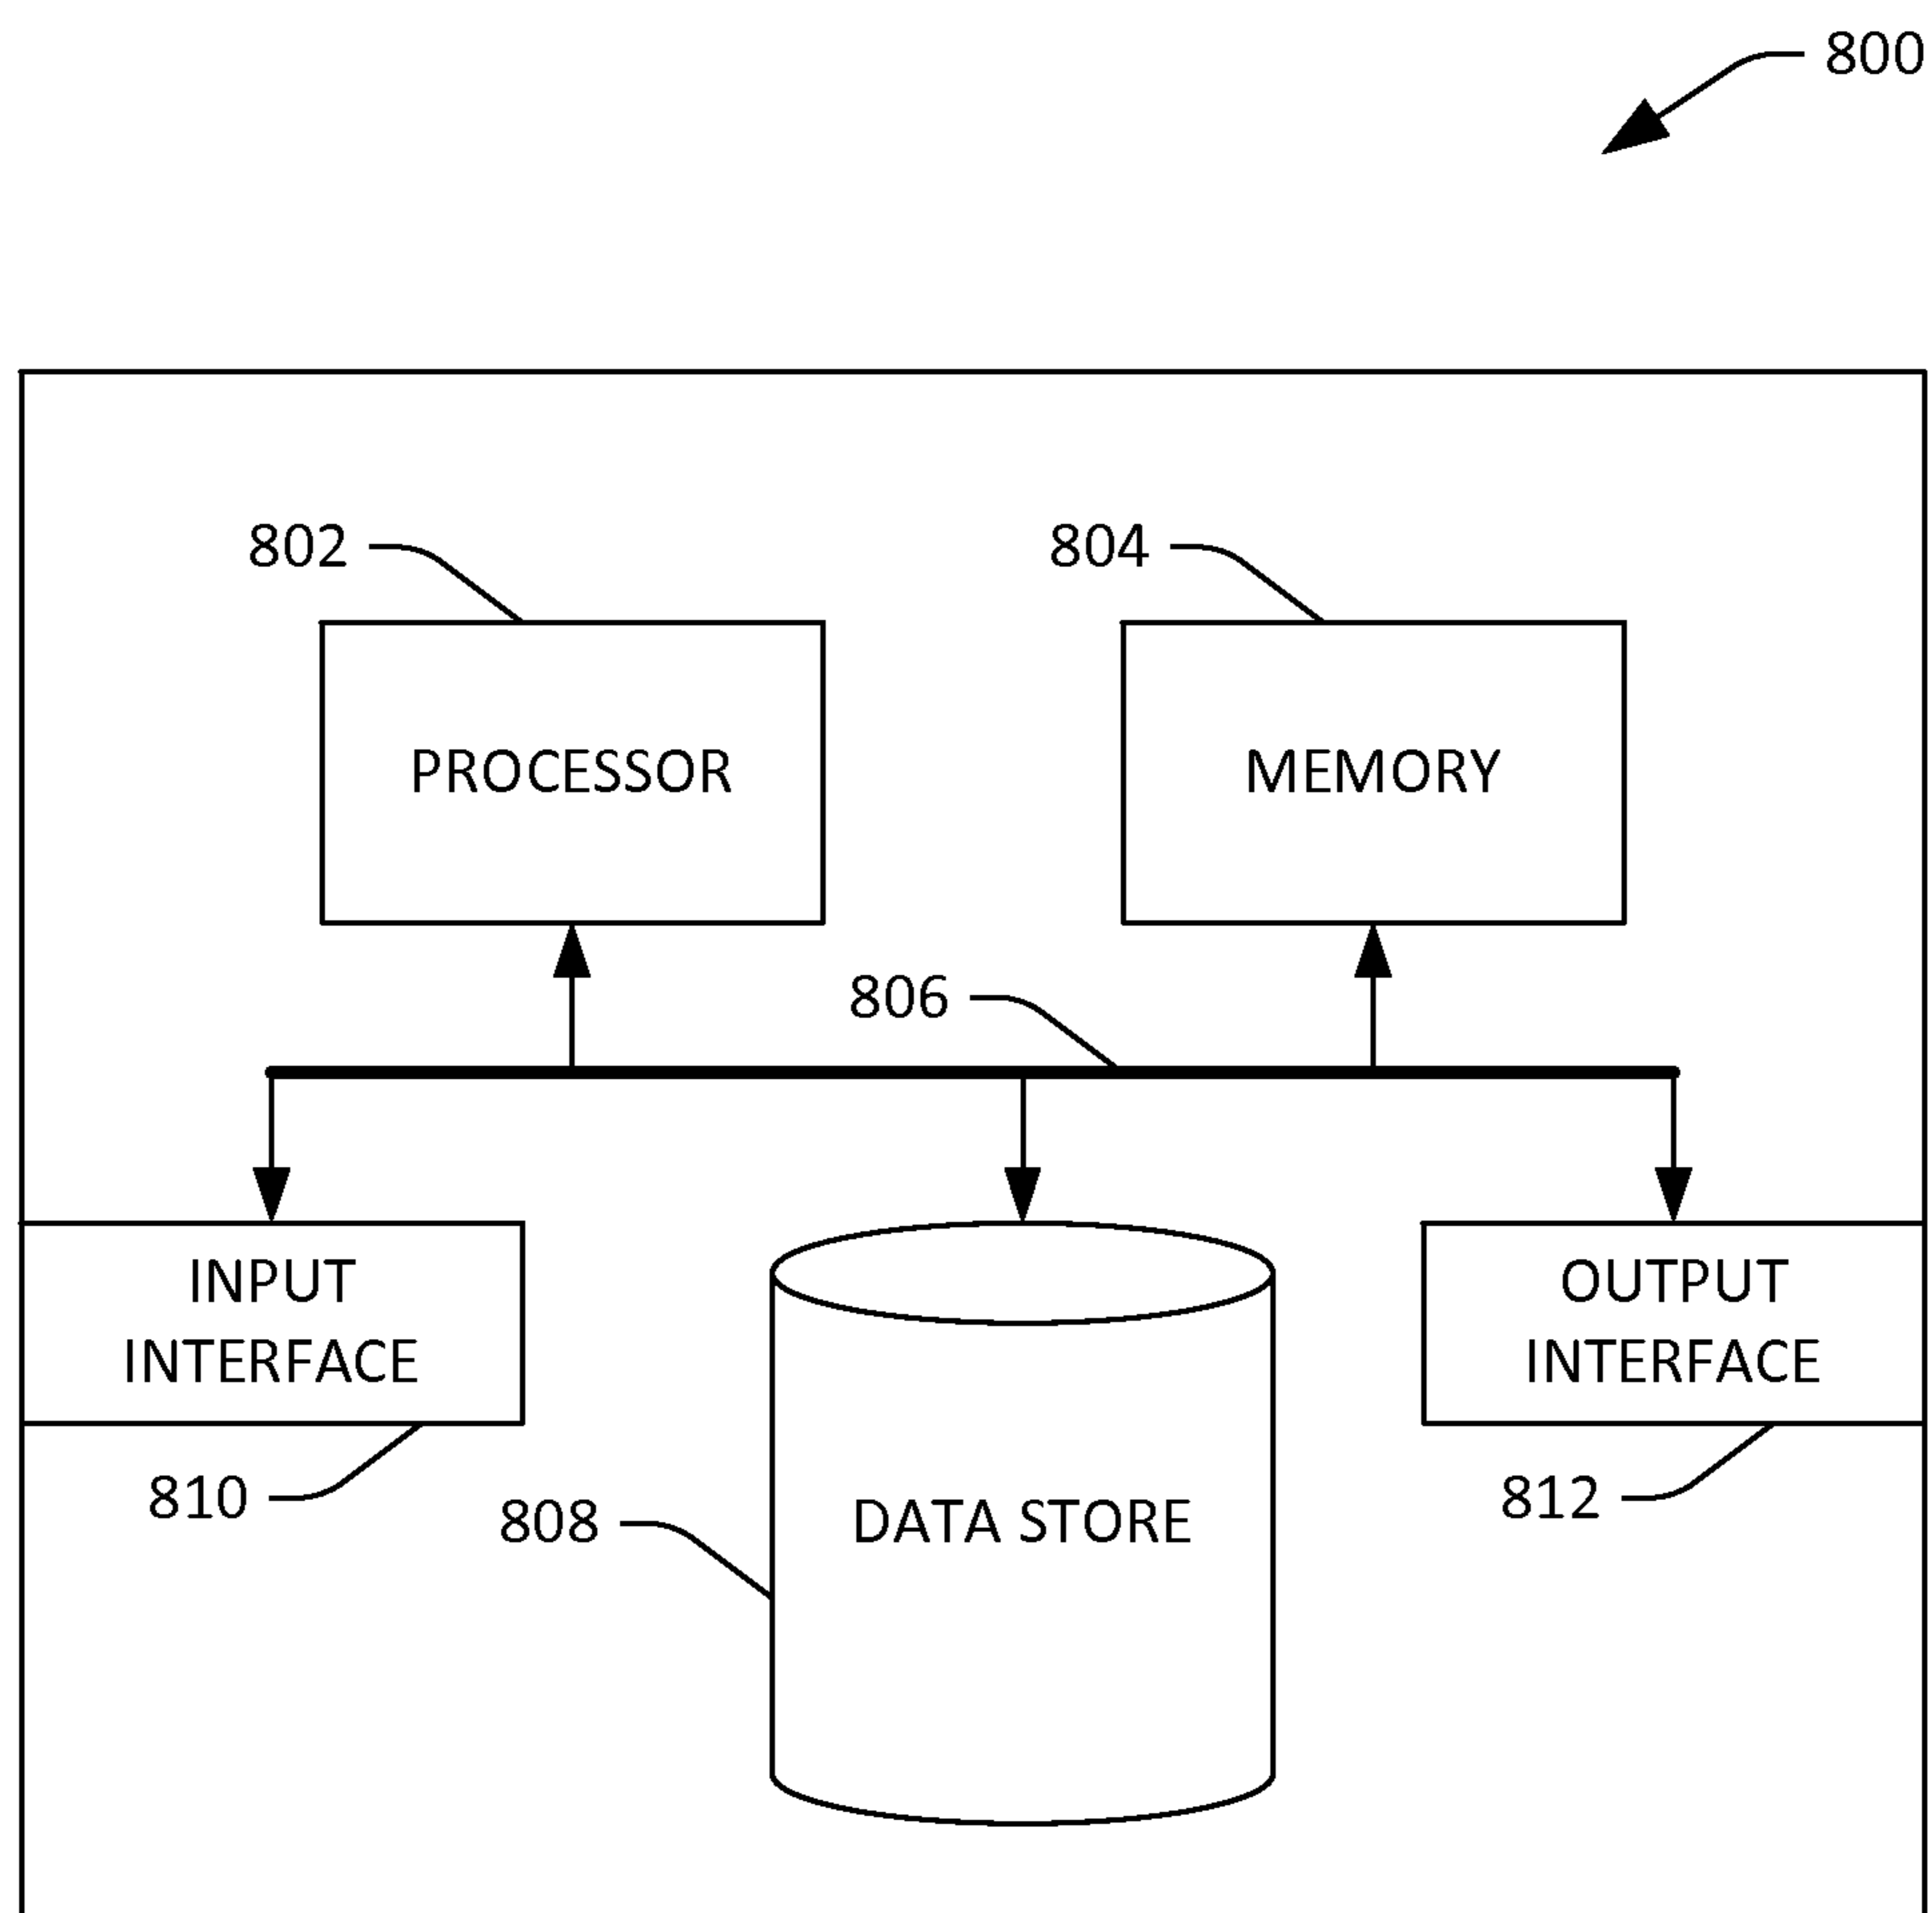 800
802
804
PROCESSOR
MEMORY
806
INPUT
INTERFACE
OUTPUT
INTERFACE
810
808
DATA STORE
812